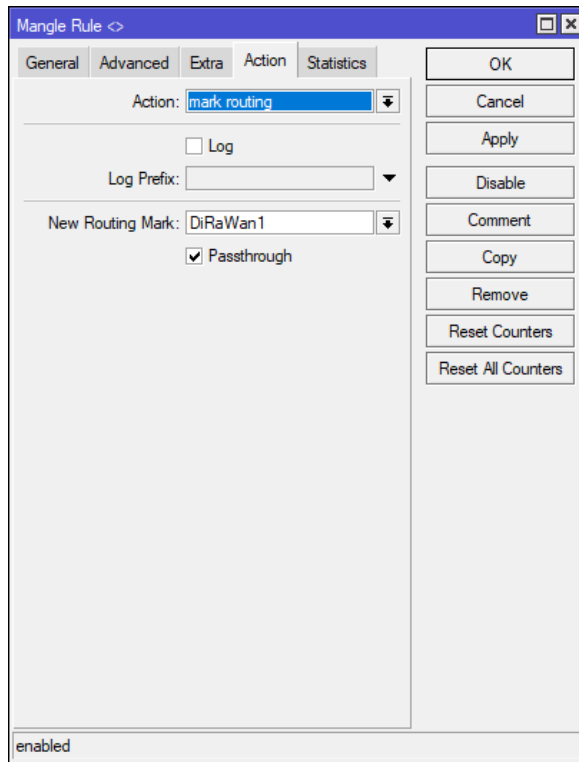 Mangle Rule <>
General Advanced Extra Action Statistics
Action: mark routing
Log
Log Prefix:
New Routing Mark: DiRaWan1
Passthrough
OK
Cancel
Apply
Disable
Comment
Copy
Remove
Reset Counters
Reset All Counters
enabled